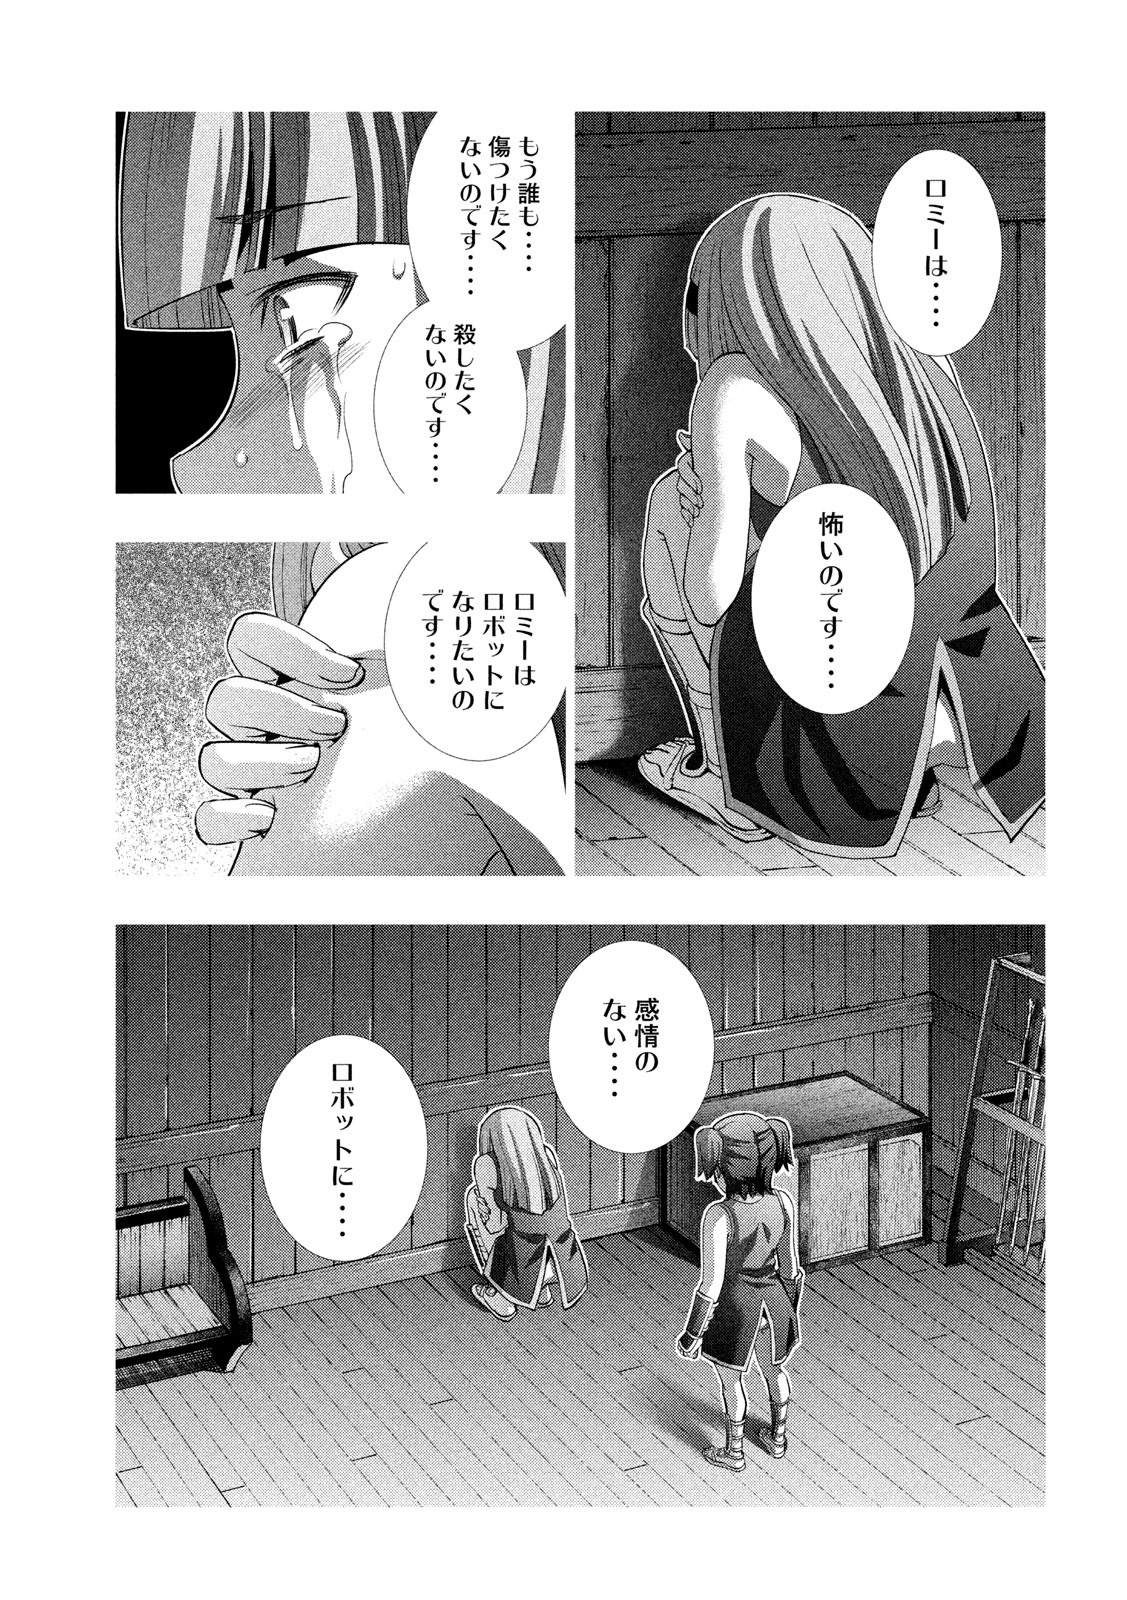 ロミーは‥‥
怖いのです‥‥
もう誰も‥‥
傷つけたく
ないのです‥‥
殺したく
ないのです‥‥
ロミーは
ロボットに
なりたいの
です‥‥
感情の
ない‥‥
ロボットに‥‥